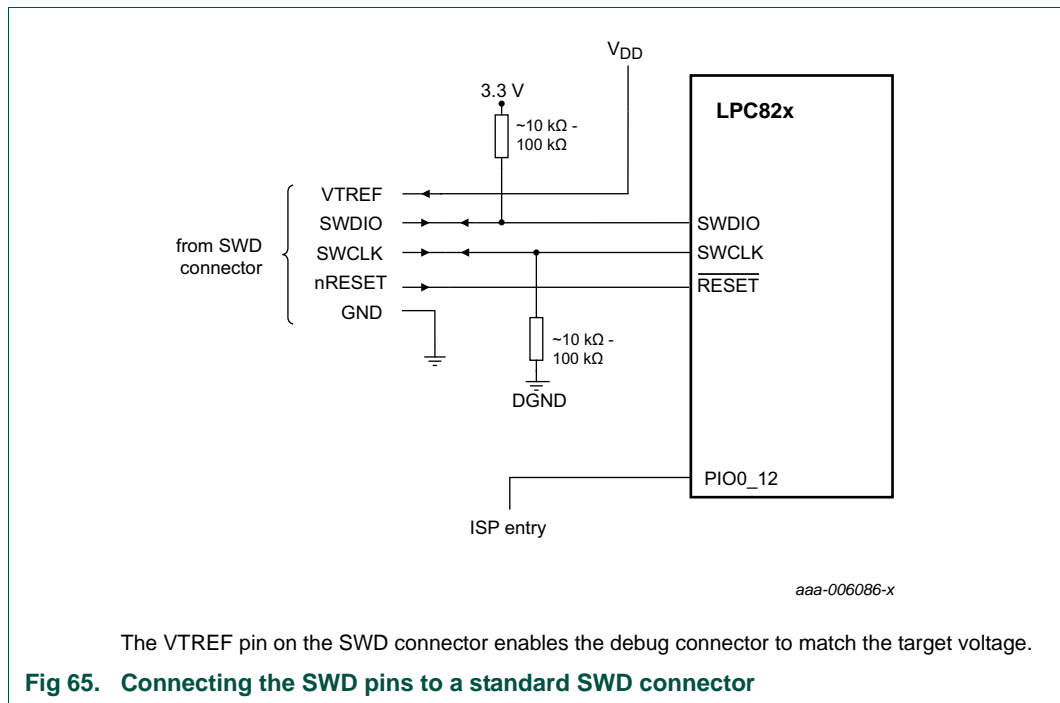 VDD
3.3 V
~10 kΩ -
100 kΩ
LPC82x
VTREF
SWDIO
SWCLK
nRESET
GND
from SWD
connector
SWDIO
SWCLK
RESET
~10 kΩ -
100 kΩ
DGND
PIO0_12
ISP entry
aaa-006086-x
The VTREF pin on the SWD connector enables the debug connector to match the target voltage.
Fig 65. Connecting the SWD pins to a standard SWD connector